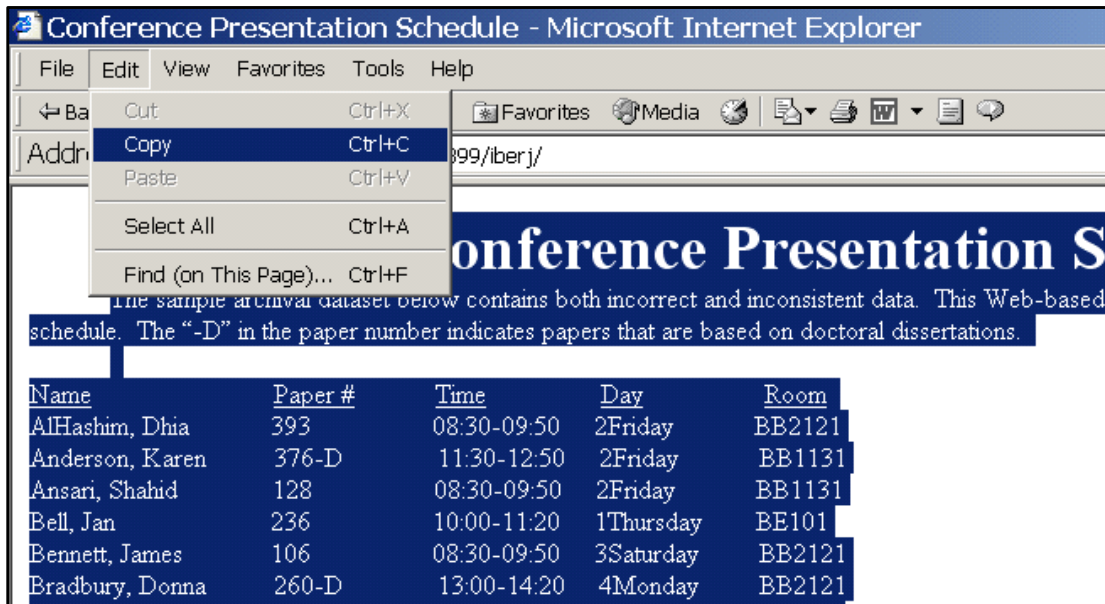 Conference Presentation Schedule - Microsoft Internet Explorer
File Edit View Favorites Tools Help
Favorites Media
Cut Ctrl+X
Copy Ctrl+C
Paste Ctrl+V
Select All Ctrl+A
Find (on This Page)... Ctrl+F
399/iberj/
Presentation
The sample archival dataset below contains both incorrect and inconsistent data. This Web-based
schedule. The “-D” in the paper number indicates papers that are based on doctoral dissertations.
Name Paper # Time Day Room
AlHashim, Dhia 393 08:30-09:50 2Friday BB2121
Anderson, Karen 376-D 11:30-12:50 2Friday BB1131
Ansari, Shahid 128 08:30-09:50 2Friday BB1131
Bell, Jan 236 10:00-11:20 1Thursday BE101
Bennett, James 106 08:30-09:50 3Saturday BB2121
Bradbury, Donna 260-D 13:00-14:20 4Monday BB2121